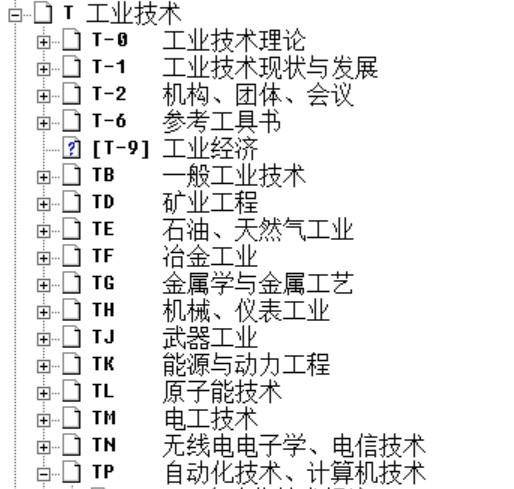 T 工业技术
T-0 工业技术理论
T-1 工业技术现状与发展
T-2 机构、团体、会议
T-6 参考工具书
[T-9] 工业经济
TB 一般工业技术
TD 矿业工程
TE 石油、天然气工业
TF 冶金工业
TG 金属学与金属工艺
TH 机械、仪表工业
TJ 武器工业
TK 能源与动力工程
TL 原子能技术
TM 电工技术
TN 无线电电子学、电信技术
TP 自动化技术、计算机技术